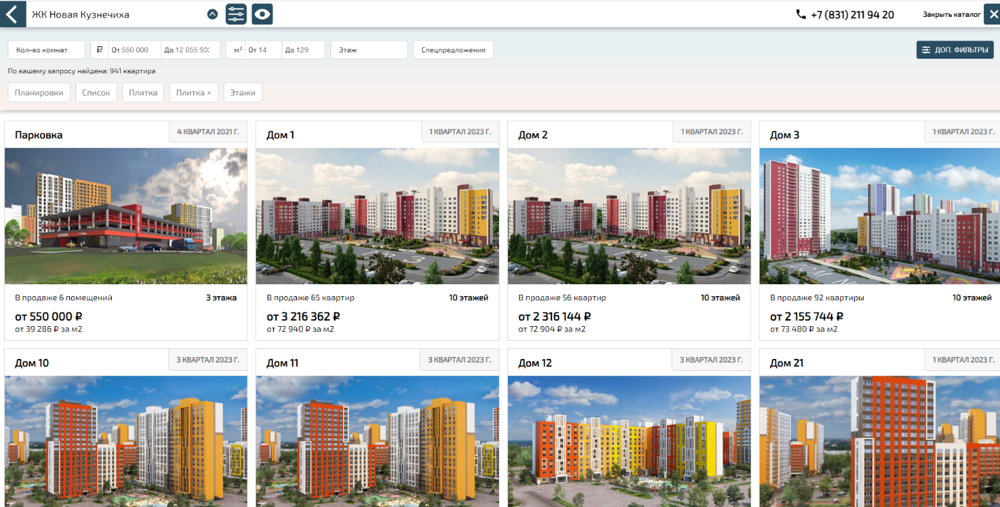 ЖК Новая Кузнечиха
+7 (831) 211 94 20
Закрыть каталог
Кол-во комнат
₽ От 550 000 До 12 055 93
м² От 14 До 129
Этаж
Спецпредложения
ДОП. ФИЛЬТРЫ
По вашему запросу найдена: 941 квартира
Планировки Список Плитка Плитка + Этажи
Парковка
4 КВАРТАЛ 2021 Г.
В продаже 6 помещений
3 этажа
от 550 000 ₽
от 39 286 ₽ за м2
Дом 1
1 КВАРТАЛ 2023 Г.
В продаже 65 квартир
10 этажей
от 3 216 362 ₽
от 72 940 ₽ за м2
Дом 2
1 КВАРТАЛ 2023 Г.
В продаже 56 квартир
10 этажей
от 2 316 144 ₽
от 72 904 ₽ за м2
Дом 3
1 КВАРТАЛ 2023 Г.
В продаже 92 квартиры
10 этажей
от 2 155 744 ₽
от 73 480 ₽ за м2
Дом 10
3 КВАРТАЛ 2023 Г.
Дом 11
3 КВАРТАЛ 2023 Г.
Дом 12
3 КВАРТАЛ 2023 Г.
Дом 21
1 КВАРТАЛ 2023 Г.